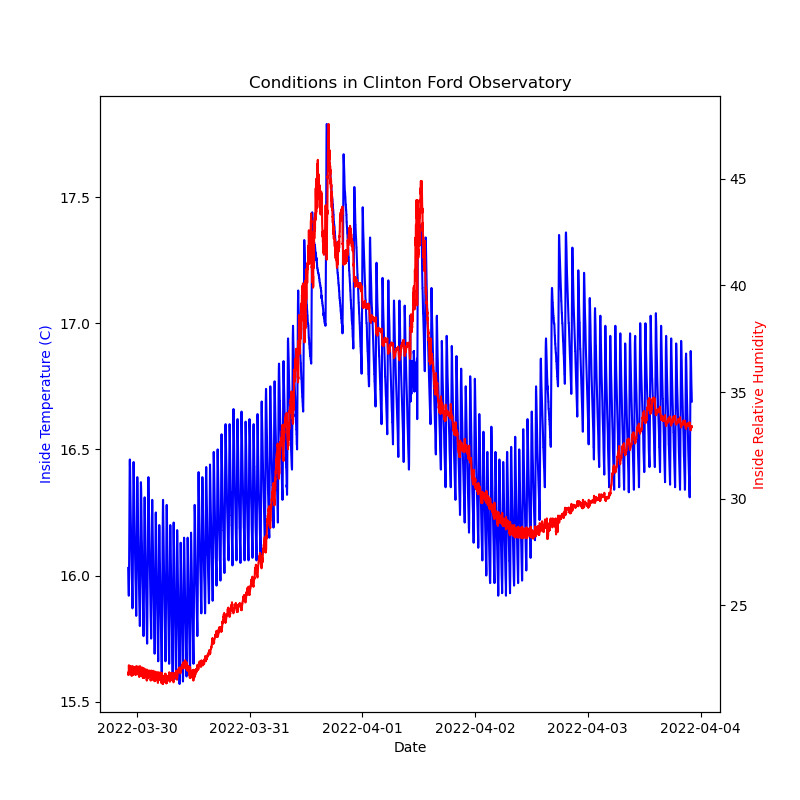 Conditions in Clinton Ford Observatory
Inside Temperature (C)
17.5
17.0
16.5
16.0
15.5
45
40
35
30
25
Inside Relative Humidity
2022-03-30 2022-03-31 2022-04-01 2022-04-02 2022-04-03 2022-04-04
Date